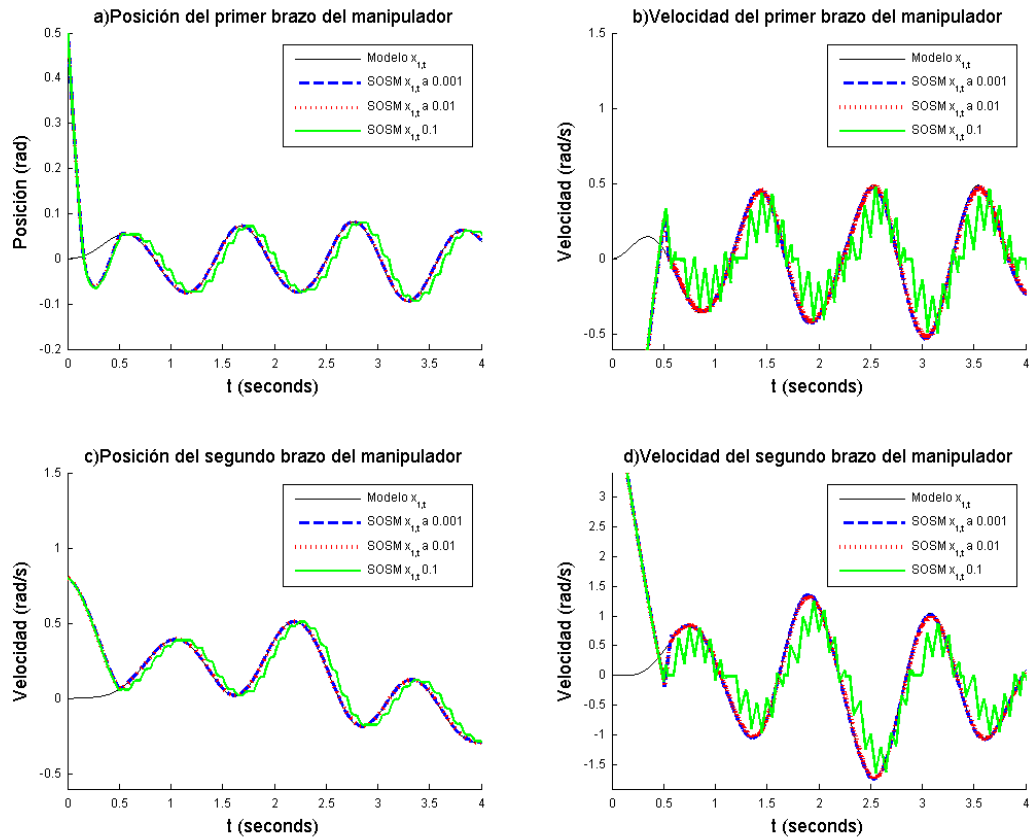 a)Posición del primer brazo del manipulador
0.5
0.4
0.3
0.2
0.1
0
-0.1
-0.2
0
0.5
1
1.5
2
2.5
3
3.5
4
Posición (rad)
t (seconds)
Modelo x1,t
SOSM x1,t a 0.001
SOSM x1,t a 0.01
SOSM x1,t 0.1
b)Velocidad del primer brazo del manipulador
1.5
1
0.5
0
-0.5
0
0.5
1
1.5
2
2.5
3
3.5
4
Velocidad (rad/s)
t (seconds)
Modelo x1,t
SOSM x1,t a 0.001
SOSM x1,t a 0.01
SOSM x1,t 0.1
c)Posición del segundo brazo del manipulador
1.5
1
0.5
0
-0.5
0
0.5
1
1.5
2
2.5
3
3.5
4
Velocidad (rad/s)
t (seconds)
Modelo x1,t
SOSM x1,t a 0.001
SOSM x1,t a 0.01
SOSM x1,t 0.1
d)Velocidad del segundo brazo del manipulador
3
2.5
2
1.5
1
0.5
0
-0.5
-1
-1.5
0
0.5
1
1.5
2
2.5
3
3.5
4
Velocidad (rad/s)
t (seconds)
Modelo x1,t
SOSM x1,t a 0.001
SOSM x1,t a 0.01
SOSM x1,t 0.1